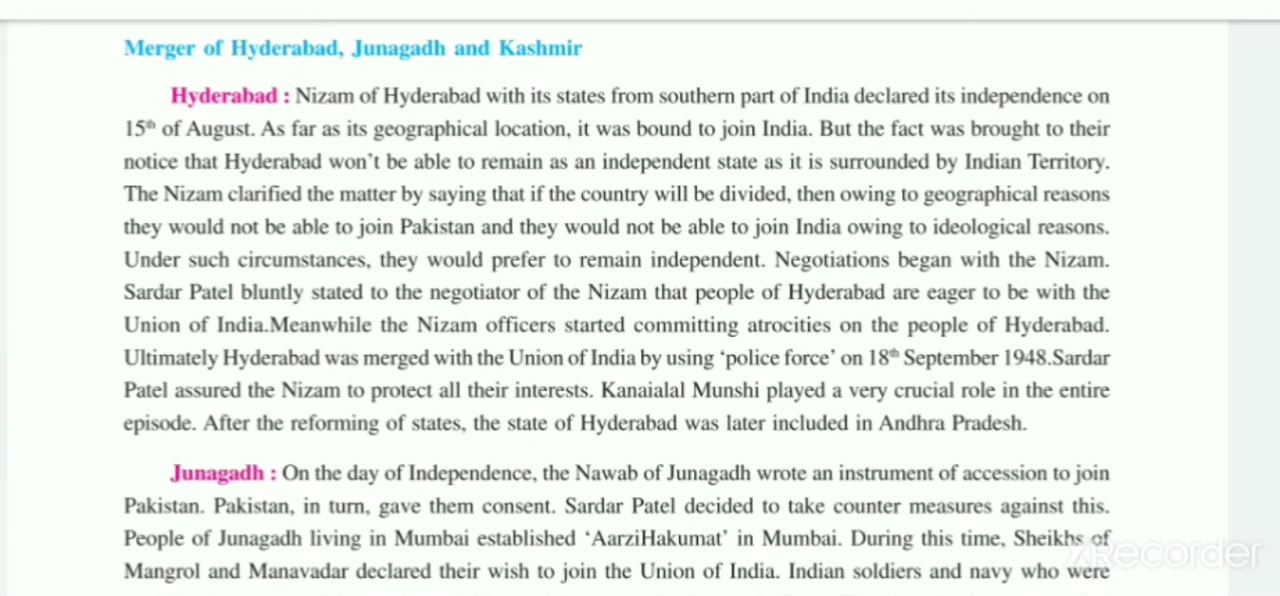 Merger of Hyderabad, Junagadh and Kashmir
Hyderabad : Nizam of Hyderabad with its states from southern part of India declared its independence on
15th of August. As far as its geographical location, it was bound to join India. But the fact was brought to their
notice that Hyderabad won't be able to remain as an independent state as it is surrounded by Indian Territory.
The Nizam clarified the matter by saying that if the country will be divided, then owing to geographical reasons
they would not be able to join Pakistan and they would not be able to join India owing to ideological reasons.
Under such circumstances, they would prefer to remain independent. Negotiations began with the Nizam.
Sardar Patel bluntly stated to the negotiator of the Nizam that people of Hyderabad are eager to be with the
Union of India.Meanwhile the Nizam officers started committing atrocities on the people of Hyderabad.
Ultimately Hyderabad was merged with the Union of India by using 'police force' on 18th September 1948.Sardar
Patel assured the Nizam to protect all their interests. Kanaialal Munshi played a very crucial role in the entire
episode. After the reforming of states, the state of Hyderabad was later included in Andhra Pradesh.
Junagadh : On the day of Independence, the Nawab of Junagadh wrote an instrument of accession to join
Pakistan. Pakistan, in turn, gave them consent. Sardar Patel decided to take counter measures against this.
People of Junagadh living in Mumbai established 'AarziHakumat' in Mumbai. During this time, Sheikhs of
Mangrol and Manavadar declared their wish to join the Union of India. Indian soldiers and navy who were
XRecorder